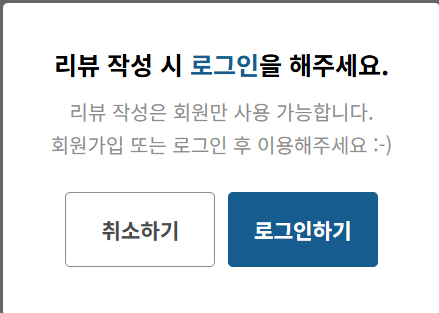 리뷰 작성 시 로그인을 해주세요.
리뷰 작성은 회원만 사용 가능합니다.
회원가입 또는 로그인 후 이용해주세요 :-)
취소하기
로그인하기